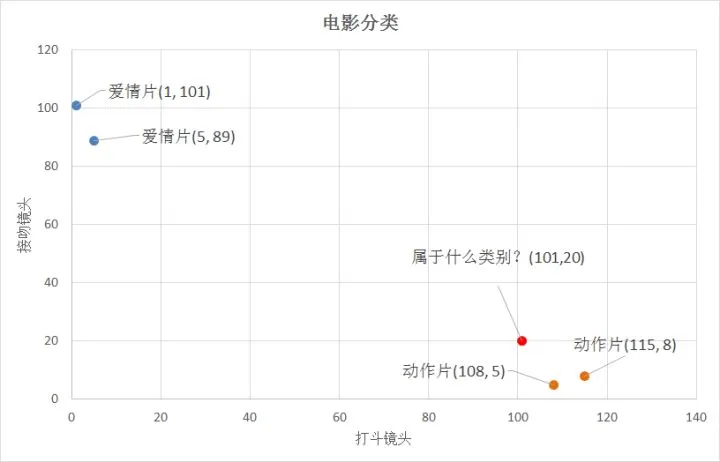 电影分类
120
100
80
60
40
20
0
接吻镜头
爱情片(1, 101)
爱情片(5, 89)
属于什么类别？(101,20)
动作片(115, 8)
动作片(108, 5)
0 20 40 60 80 100 120 140
打斗镜头